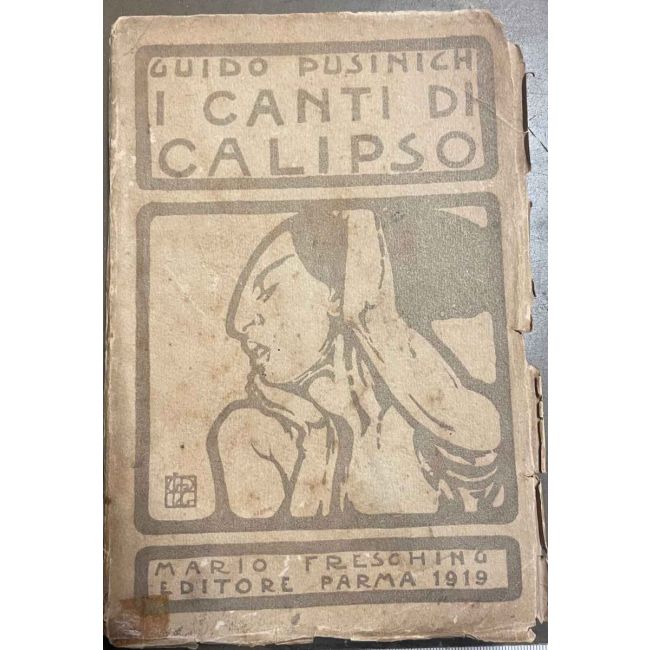 GUIDO PUSINICH
I CANTI DI
CALIPSO
MARIO FRESCHING
EDITORE PARMA 1919